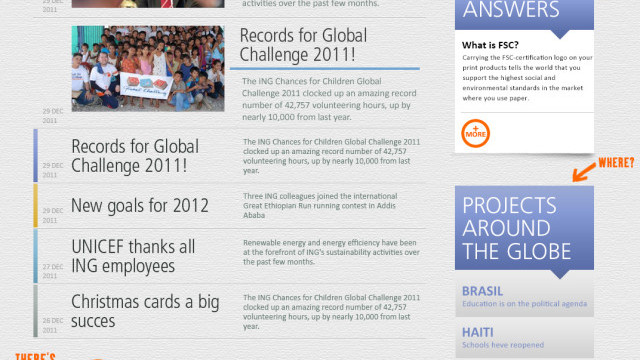 activities over the past few months.
29 DEC
2011
Records for Global
Challenge 2011!
The ING Chances for Children Global
Challenge 2011 clocked up an amazing record
number of 42,757 volunteering hours, up by
nearly 10,000 from last year.
29 DEC
2011
Records for Global
Challenge 2011!
The ING Chances for Children Global Challenge 2011
clocked up an amazing record number of 42,757
volunteering hours, up by nearly 10,000 from last
year.
29 DEC
2011
New goals for 2012
Three ING colleagues joined the international
Great Ethiopian Run running contest in Addis
Ababa
29 DEC
2011
UNICEF thanks all
ING employees
Renewable energy and energy efficiency have been
at the forefront of ING's sustainability activities over
the past few months.
27 DEC
2011
Christmas cards a big
succes
The ING Chances for Children Global Challenge 2011
clocked up an amazing record number of 42,757
volunteering hours, up by nearly 10,000 from last
year.
26 DEC
2011
THERE'S
ANSWERS
What is FSC?
Carrying the FSC-certification logo on your
print products tells the world that you
support the highest social and
environmental standards in the market
where you use paper.
+
MORE
WHERE?
PROJECTS
AROUND
THE GLOBE
BRASIL
Education is on the political agenda
HAITI
Schools heve reopened